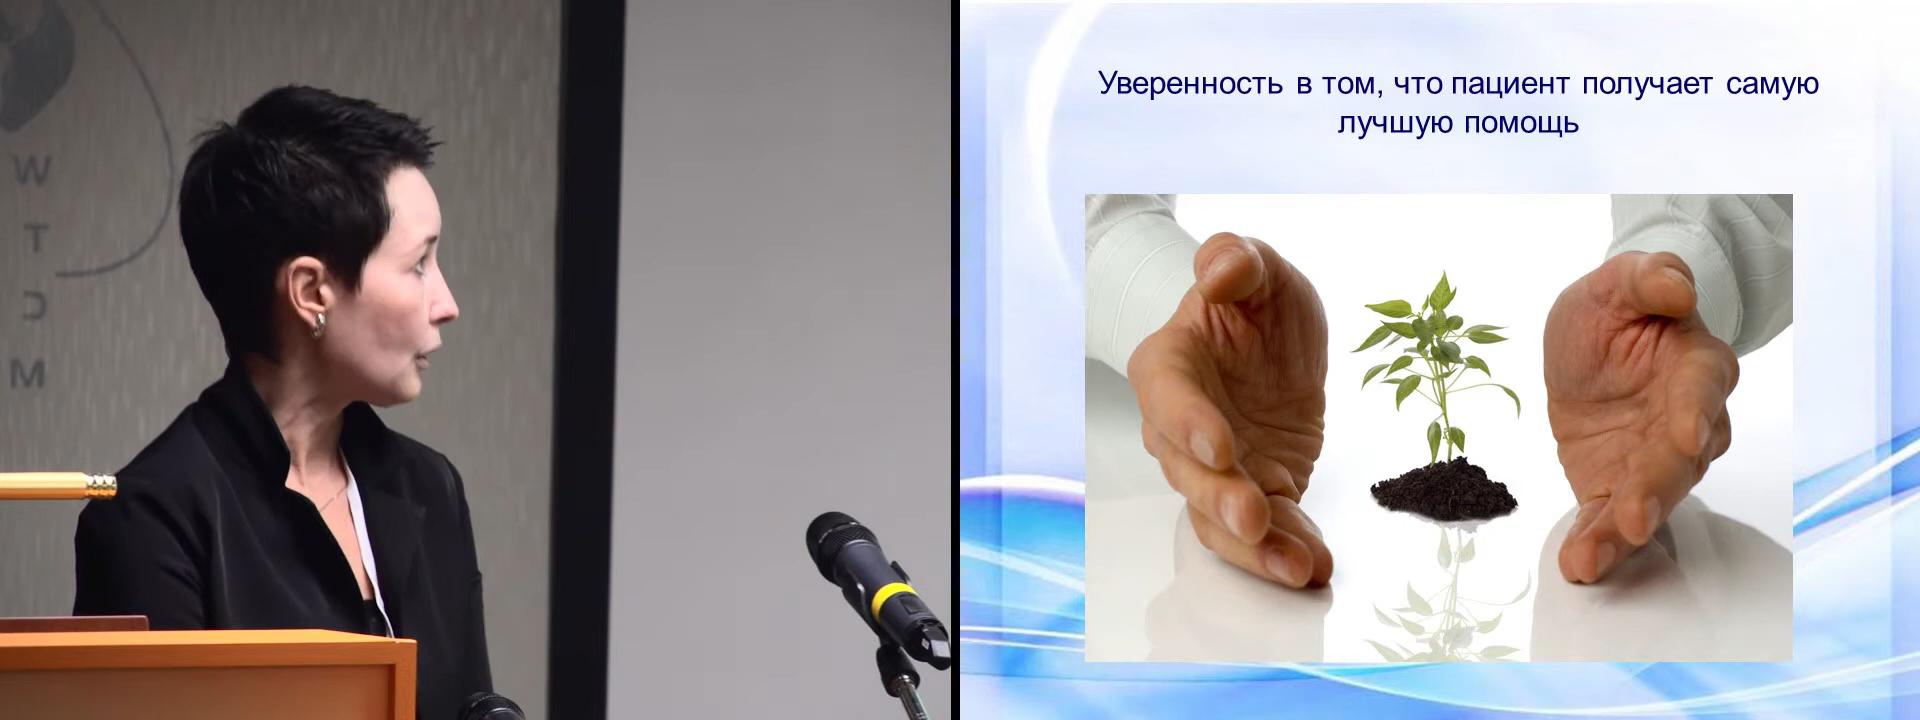 W
T
C
M
Уверенность в том, что пациент получает самую
лучшую помощь